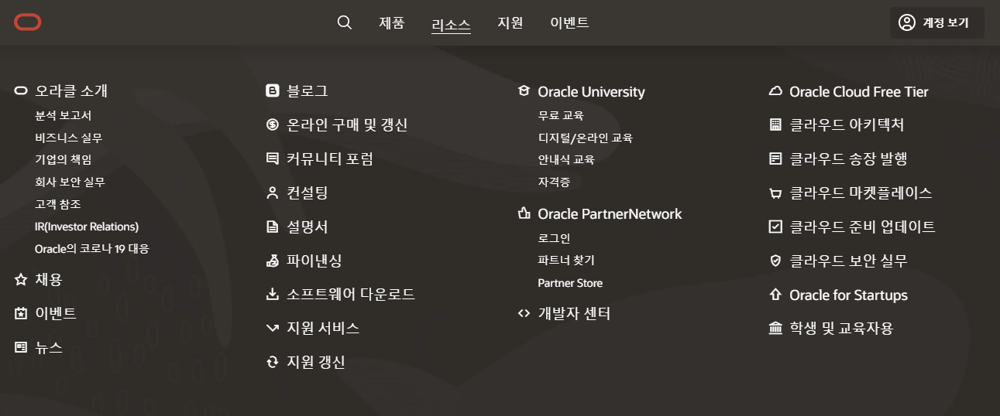 제품
리소스
지원
이벤트
계정 보기
오라클 소개
분석 보고서
비즈니스 실무
기업의 책임
회사 보안 실무
고객 참조
IR(Investor Relations)
Oracle의 코로나 19 대응
채용
이벤트
뉴스
블로그
온라인 구매 및 갱신
커뮤니티 포럼
컨설팅
설명서
파이낸싱
소프트웨어 다운로드
지원 서비스
지원 갱신
Oracle University
무료 교육
디지털/온라인 교육
안내식 교육
자격증
Oracle PartnerNetwork
로그인
파트너 찾기
Partner Store
개발자 센터
Oracle Cloud Free Tier
클라우드 아키텍처
클라우드 송장 발행
클라우드 마켓플레이스
클라우드 준비 업데이트
클라우드 보안 실무
Oracle for Startups
학생 및 교육자용